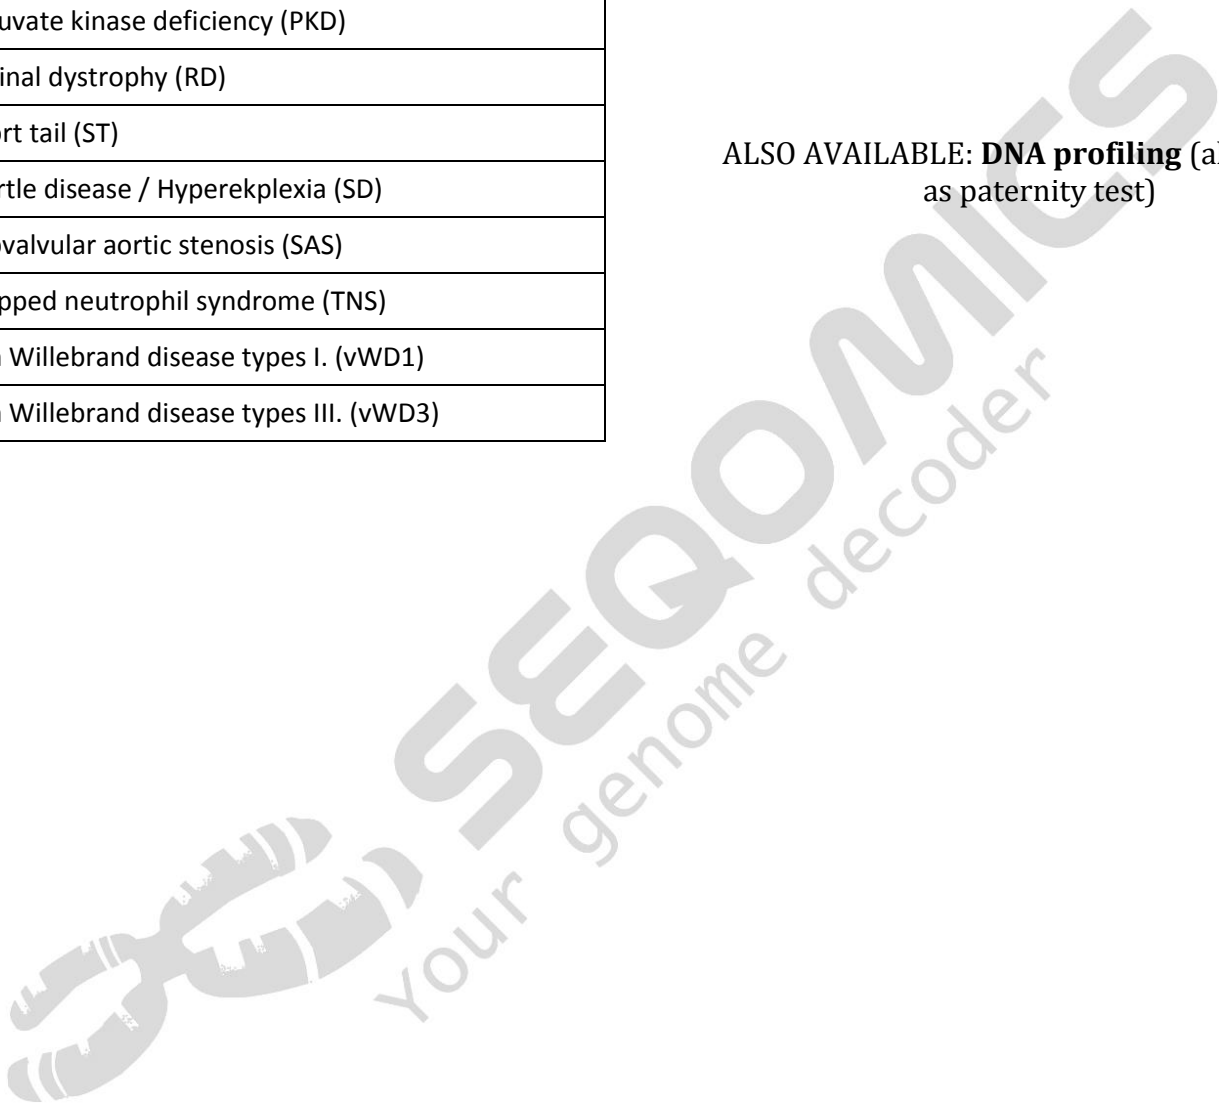 uvate kinase deficiency (PKD)
inal dystrophy (RD)
ort tail (ST)
rtle disease / Hyperekplexia (SD)
ovalvular aortic stenosis (SAS)
pped neutrophil syndrome (TNS)
Willebrand disease types I. (vWD1)
Willebrand disease types III. (vWD3)
ALSO AVAILABLE: DNA profiling (al
as paternity test)
SEQOMICS
Your genome decoder